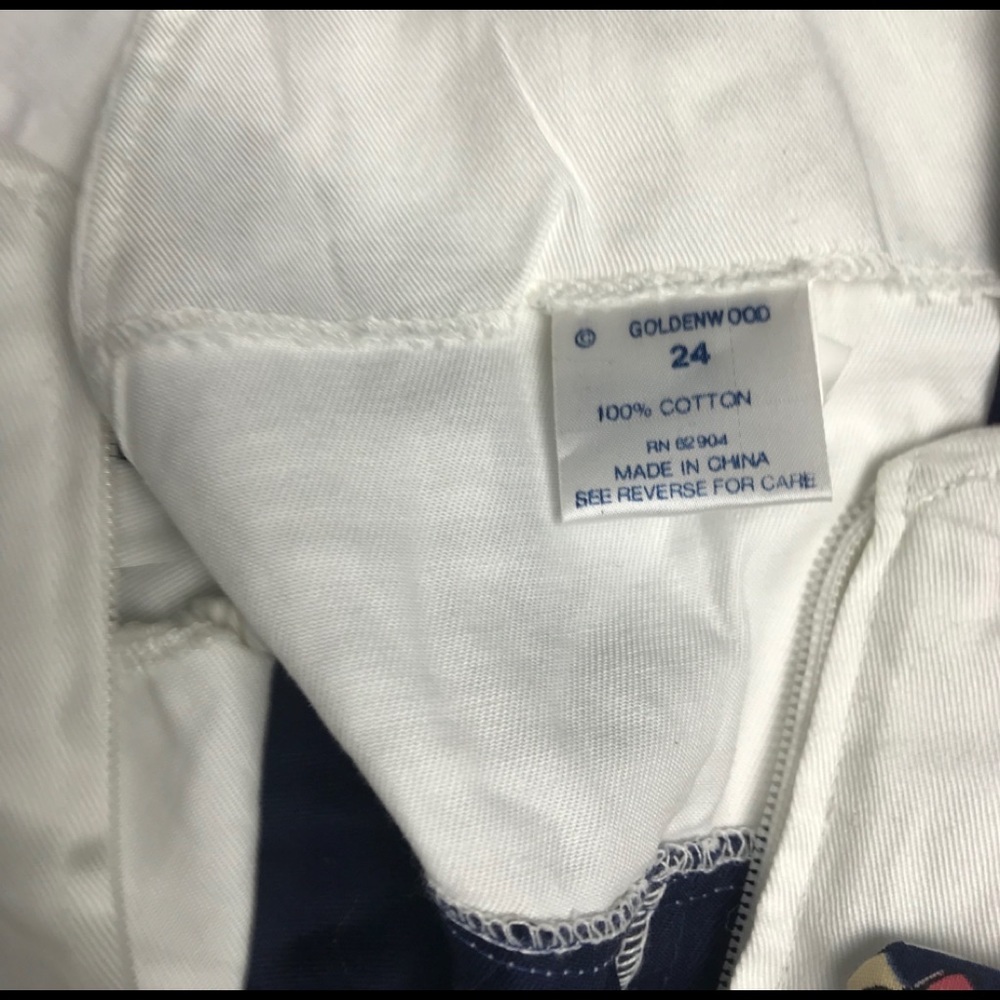 © GOLDENWOOD
24
100% COTTON
RN 62904
MADE IN CHINA
SEE REVERSE FOR CARE